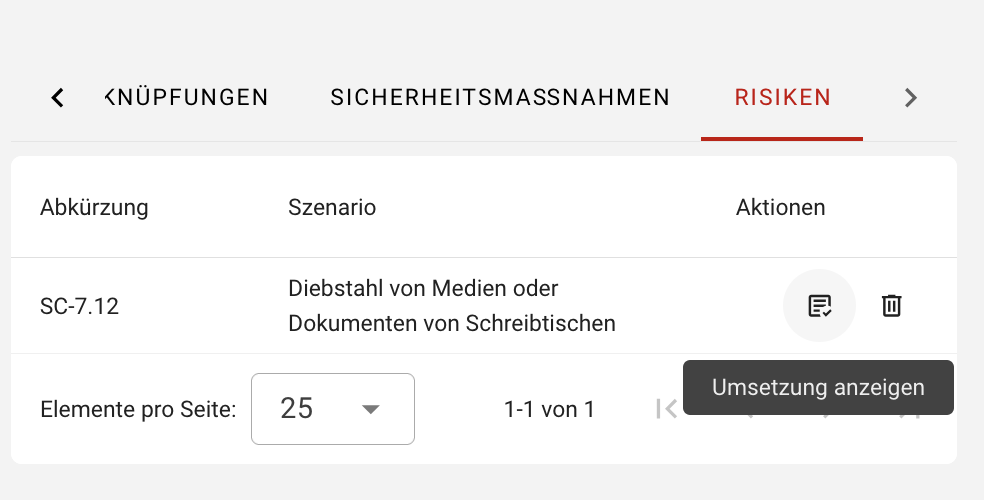 KNÜPFUNGEN SICHERHEITSMASSNAHMEN RISIKEN
Abkürzung Szenario Aktionen
SC-7.12 Diebstahl von Medien oder
Dokumenten von Schreibtischen
Umsetzung anzeigen
Elemente pro Seite: 25 1-1 von 1